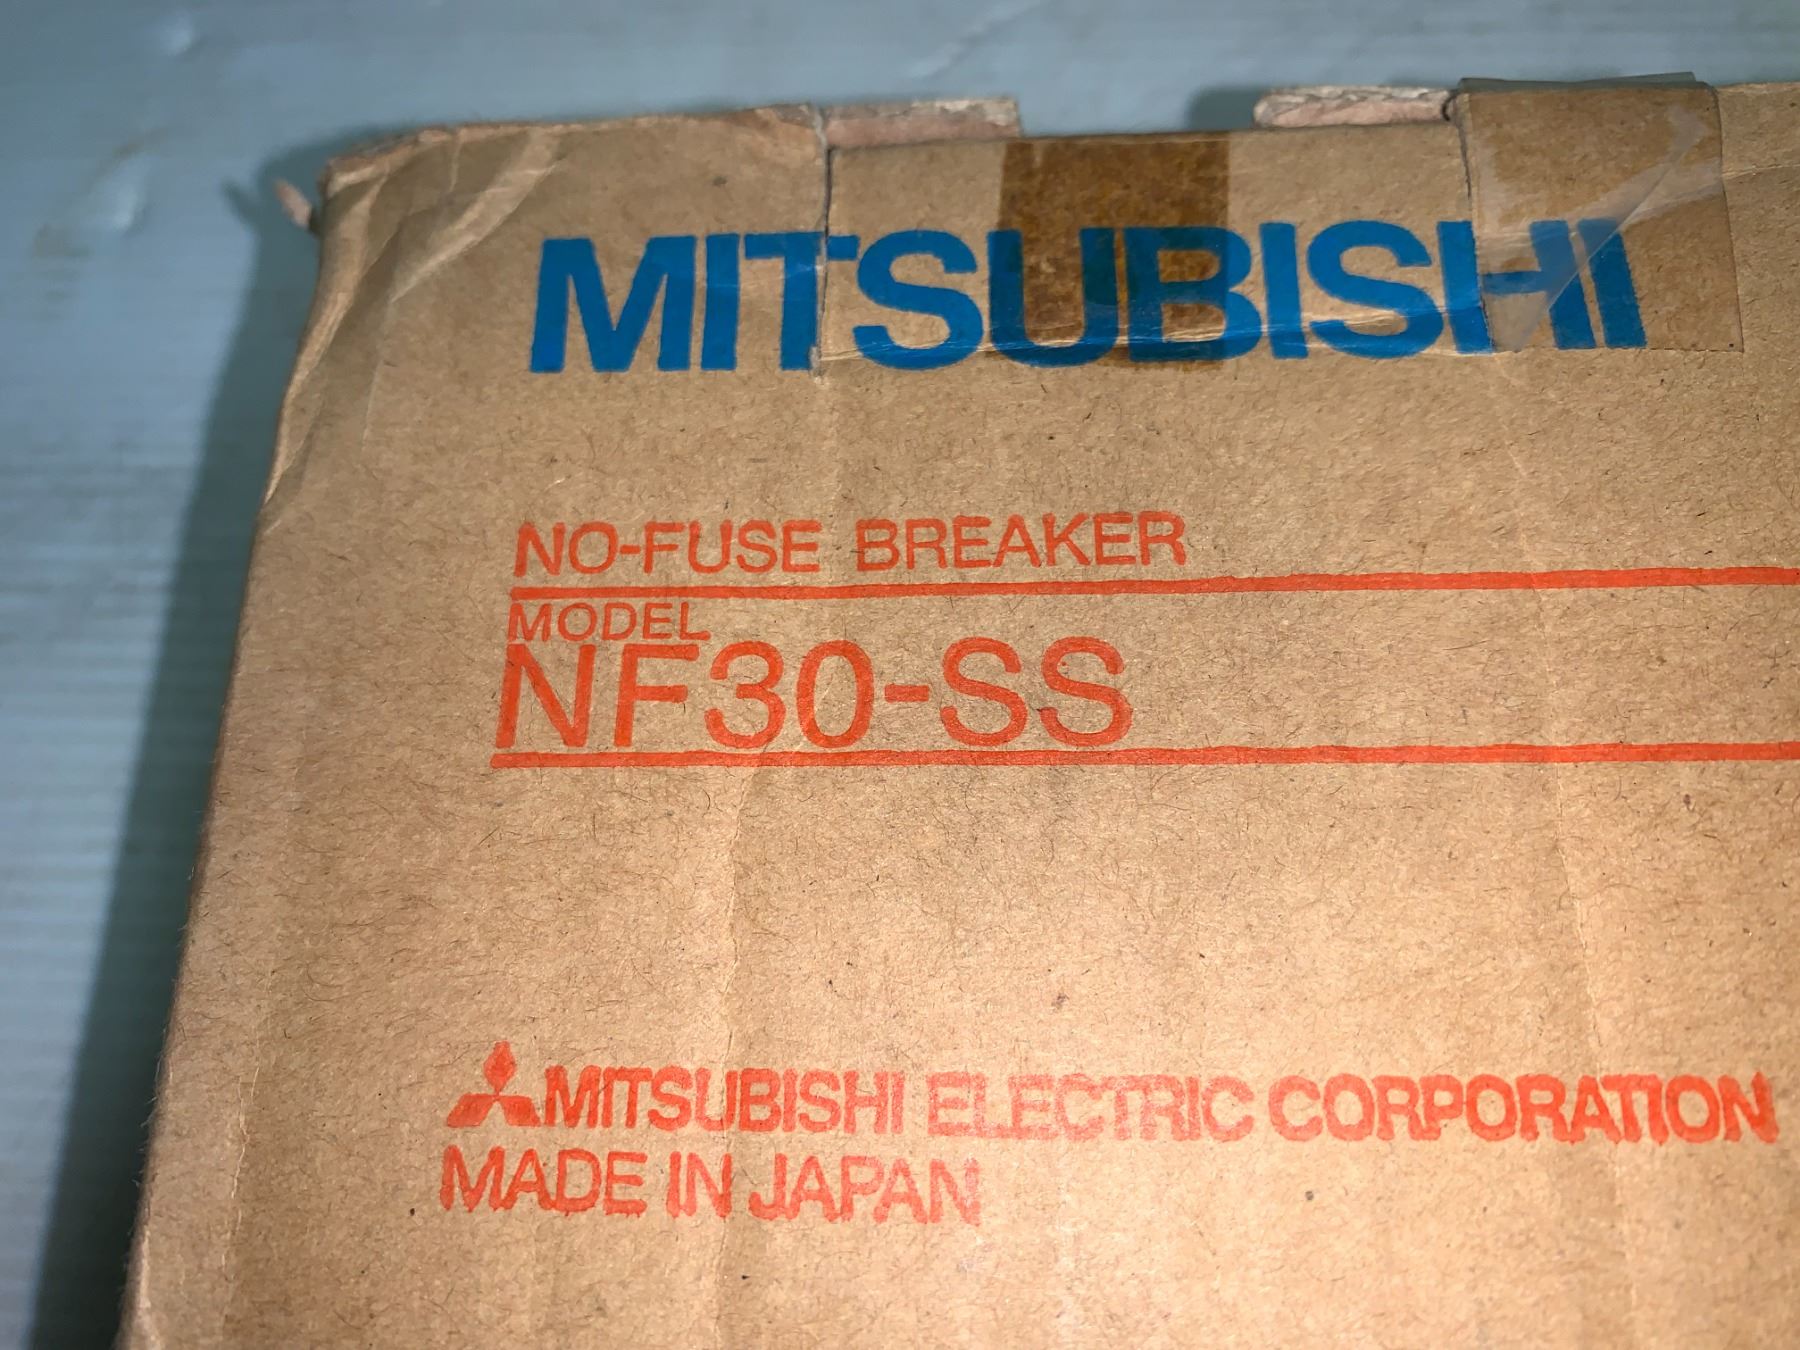 MITSUBISHI
NO-FUSE BREAKER
MODEL
NF30-SS
MITSUBISHI ELECTRIC CORPORATION
MADE IN JAPAN